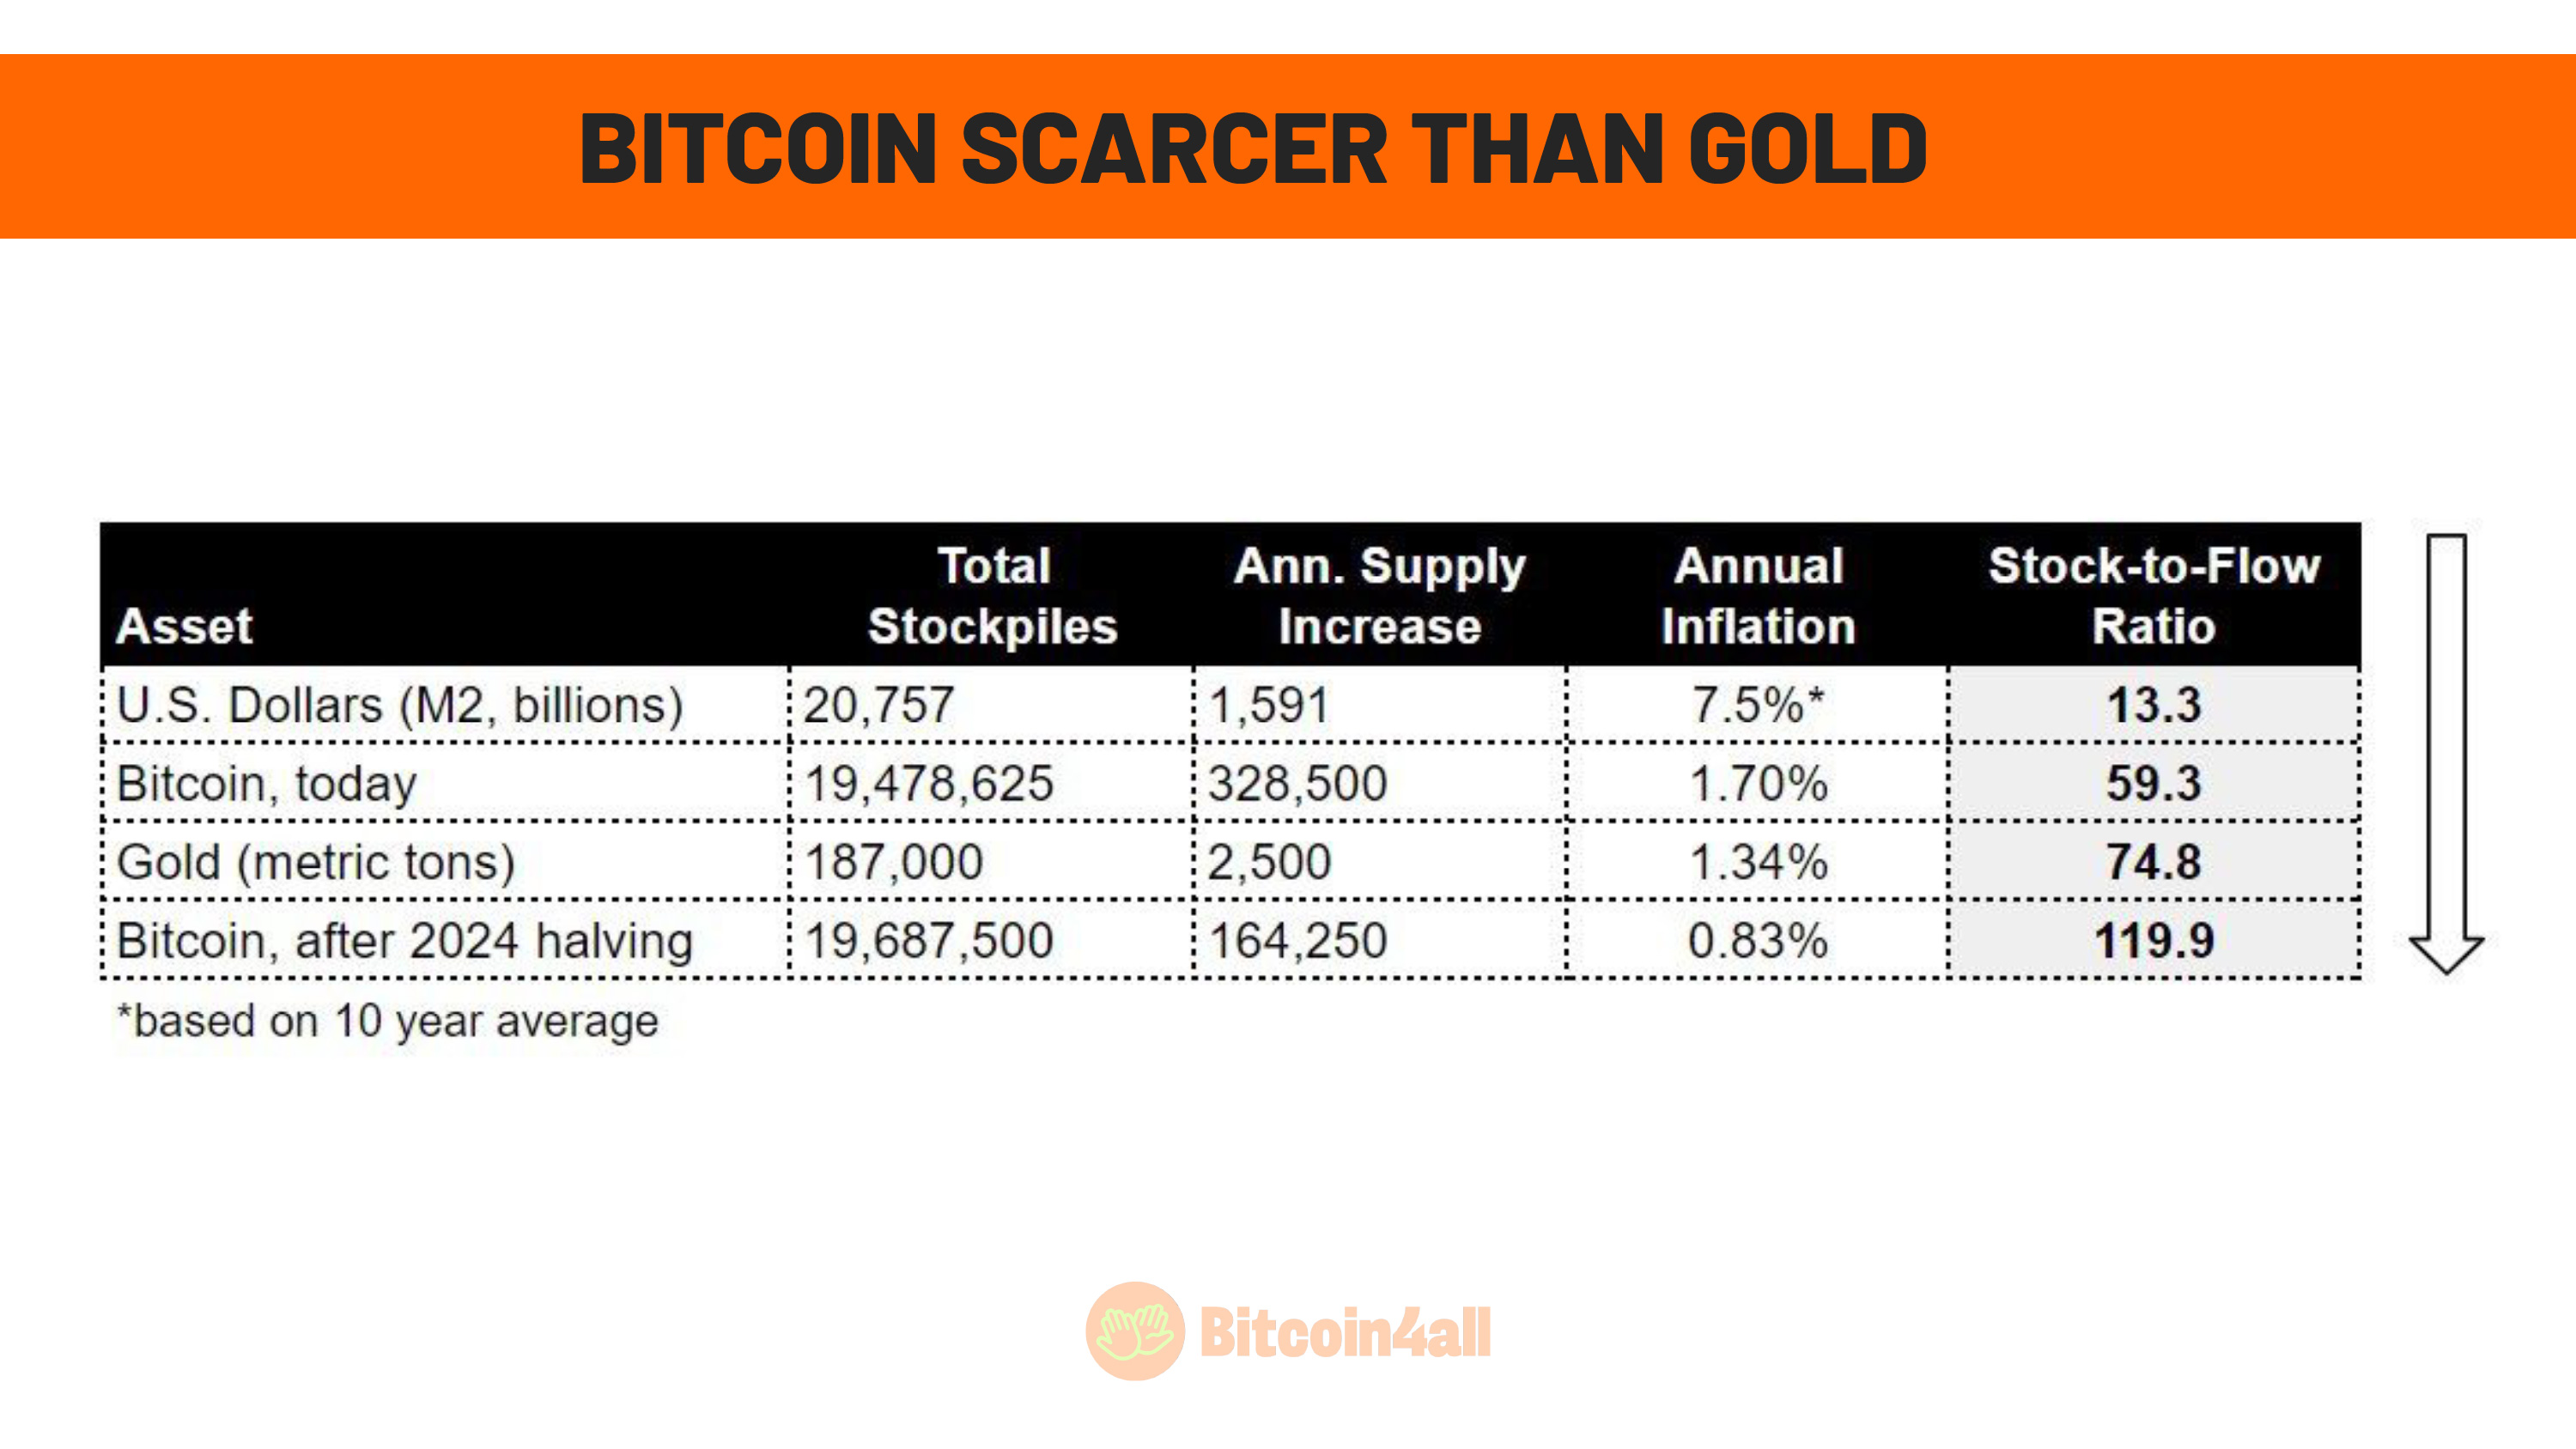 BITCOIN SCARCER THAN GOLD
Asset Total Stockpiles Ann. Supply Increase Annual Inflation Stock-to-Flow Ratio
U.S. Dollars (M2, billions) 20,757 1,591 7.5%* 13.3
Bitcoin, today 19,478,625 328,500 1.70% 59.3
Gold (metric tons) 187,000 2,500 1.34% 74.8
Bitcoin, after 2024 halving 19,687,500 164,250 0.83% 119.9
*based on 10 year average
Bitcoin4all